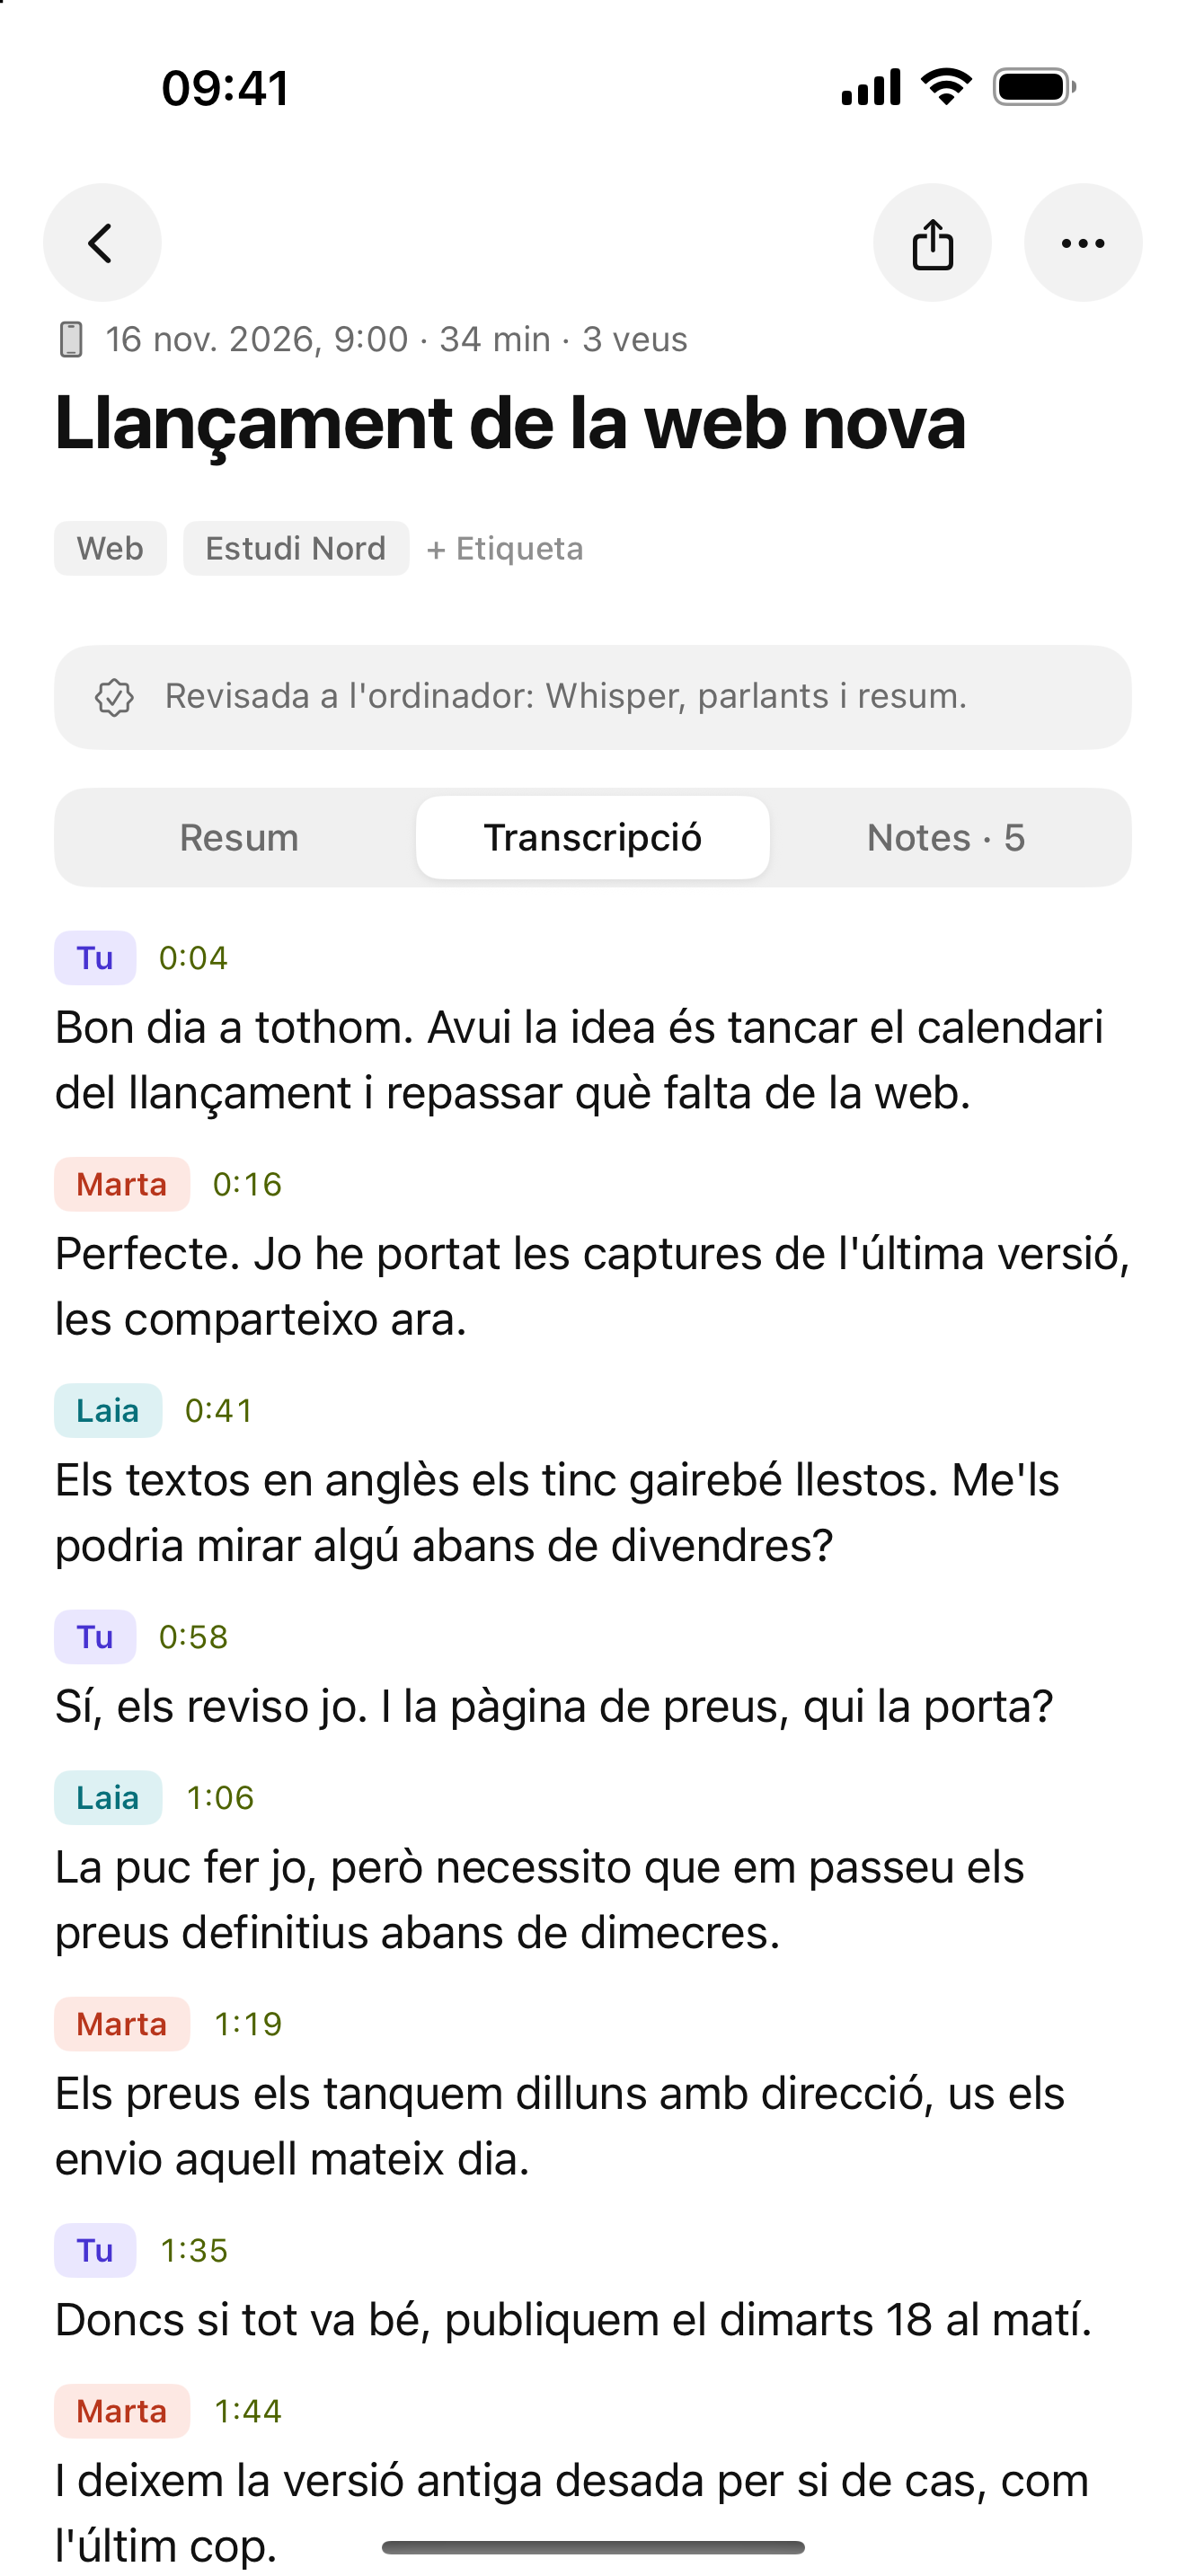 09:41
16 nov. 2026, 9:00 · 34 min · 3 veus
Llançament de la web nova
Web Estudi Nord + Etiqueta
Revisada a l'ordinador: Whisper, parlants i resum.
Resum Transcripció Notes · 5
Tu 0:04
Bon dia a tothom. Avui la idea és tancar el calendari
del llançament i repassar què falta de la web.
Marta 0:16
Perfecte. Jo he portat les captures de l'última versió,
les comparteixo ara.
Laia 0:41
Els textos en anglès els tinc gairebé llestos. Me'ls
podria mirar algú abans de divendres?
Tu 0:58
Sí, els reviso jo. I la pàgina de preus, qui la porta?
Laia 1:06
La puc fer jo, però necessito que em passeu els
preus definitius abans de dimecres.
Marta 1:19
Els preus els tanquem dilluns amb direcció, us els
envio aquell mateix dia.
Tu 1:35
Doncs si tot va bé, publiquem el dimarts 18 al matí.
Marta 1:44
I deixem la versió antiga desada per si de cas, com
l'últim cop.